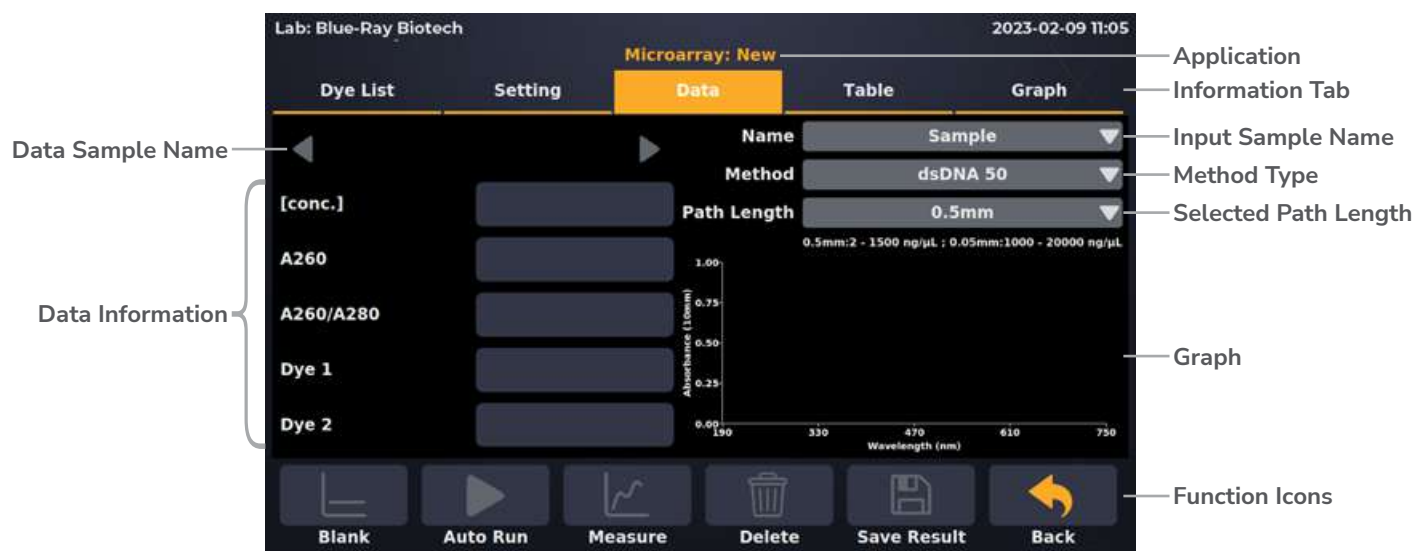 Lab: Blue-Ray Biotech
2023-02-09 11:05
Microarray: New
Application
Dye List
Setting
Data
Table
Graph
Information Tab
Data Sample Name
Name
Sample
Input Sample Name
Method
dsDNA 50
Method Type
[conc.]
Path Length
0.5mm
Selected Path Length
0.5mm:2 - 1500 ng/µL ; 0.05mm:1000 - 20000 ng/µL
A260
A260/A280
Data Information
Dye 1
Dye 2
1.00
0.75
0.50
0.25
0.00
Absorbance (10mm)
190
330
470
610
750
Wavelength (nm)
Graph
Blank
Auto Run
Measure
Delete
Save Result
Back
Function Icons